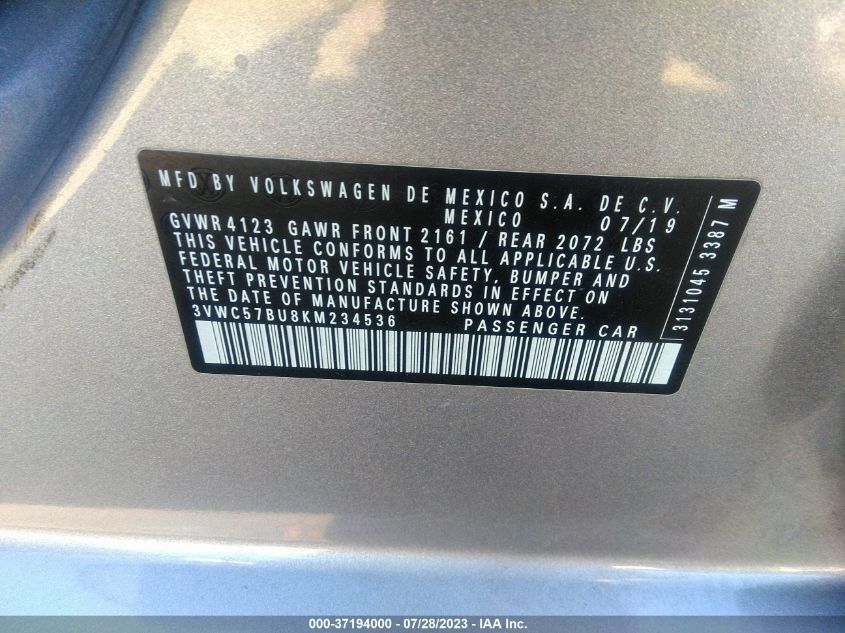 MFD BY VOLKSWAGEN DE MEXICO S.A. DE C.V.
MEXICO 07/19
GVWR 4123 GAWR FRONT 2161 / REAR 2072 LBS
THIS VEHICLE CONFORMS TO ALL APPLICABLE U.S.
FEDERAL MOTOR VEHICLE SAFETY, BUMPER AND
THEFT PREVENTION STANDARDS IN EFFECT ON
THE DATE OF MANUFACTURE SHOWN ABOVE.
3VWC57BU8KM234536 PASSENGER CAR
3131045 3387 M
000-37194000 / 07/28/2023 - IAA Inc.